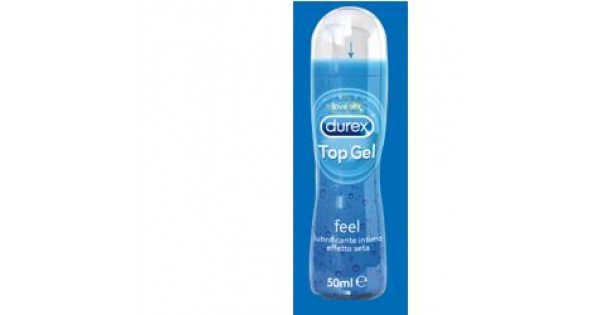 love sex
durex
Top Gel
feel
lubrificante intimo
effetto seta
50ml ℮